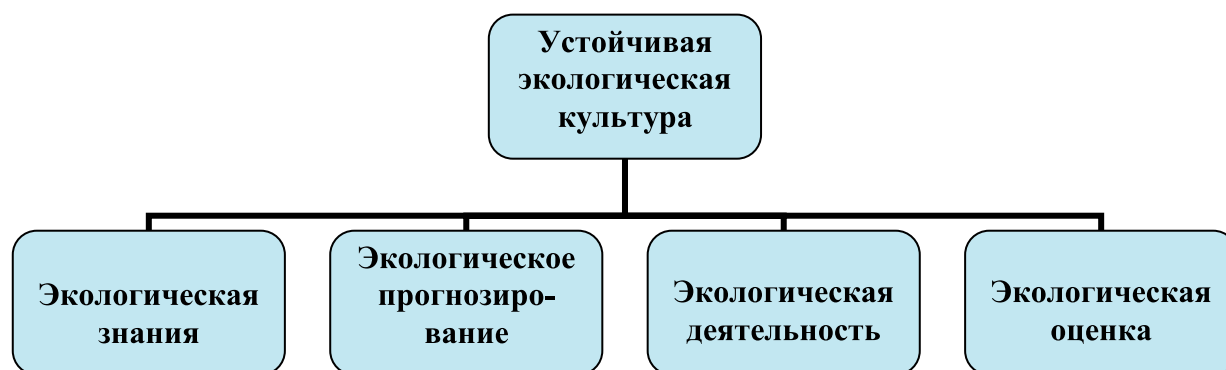 Устойчивая
экологическая
культура
Экологическая
знания
Экологическое
прогнозиро-
вание
Экологическая
деятельность
Экологическая
оценка